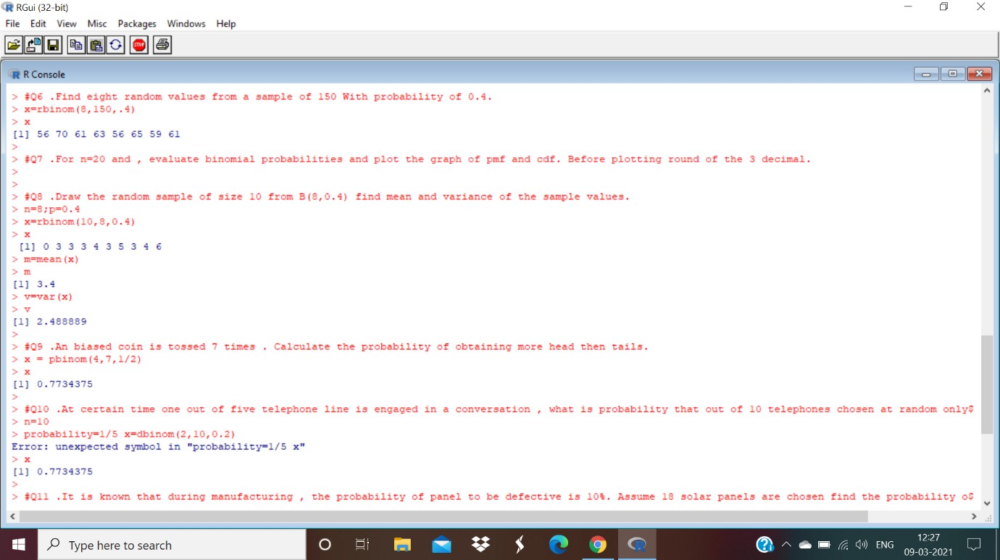 RGui (32-bit)
File Edit View Misc Packages Windows Help
STOP
R Console
> #Q6 .Find eight random values from a sample of 150 With probability of 0.4.
> x=rbinom(8,150,.4)
> x
[1] 56 70 61 63 56 65 59 61
>
> #Q7 .For n=20 and , evaluate binomial probabilities and plot the graph of pmf and cdf. Before plotting round of the 3 decimal.
>
>
> #Q8 .Draw the random sample of size 10 from B(8,0.4) find mean and variance of the sample values.
> n=8;p=0.4
> x=rbinom(10,8,0.4)
> x
[1] 0 3 3 3 4 3 5 3 4 6
> m=mean(x)
> m
[1] 3.4
> v=var(x)
> v
[1] 2.488889
>
> #Q9 .An biased coin is tossed 7 times . Calculate the probability of obtaining more head then tails.
> x = pbinom(4,7,1/2)
> x
[1] 0.7734375
>
> #Q10 .At certain time one out of five telephone line is engaged in a conversation , what is probability that out of 10 telephones chosen at random only$
> n=10
> probability=1/5 x=dbinom(2,10,0.2)
Error: unexpected symbol in "probability=1/5 x"
> x
[1] 0.7734375
>
> #Q11 .It is known that during manufacturing , the probability of panel to be defective is 10%. Assume 18 solar panels are chosen find the probability o$
Type here to search
ENG
12:27
09-03-2021